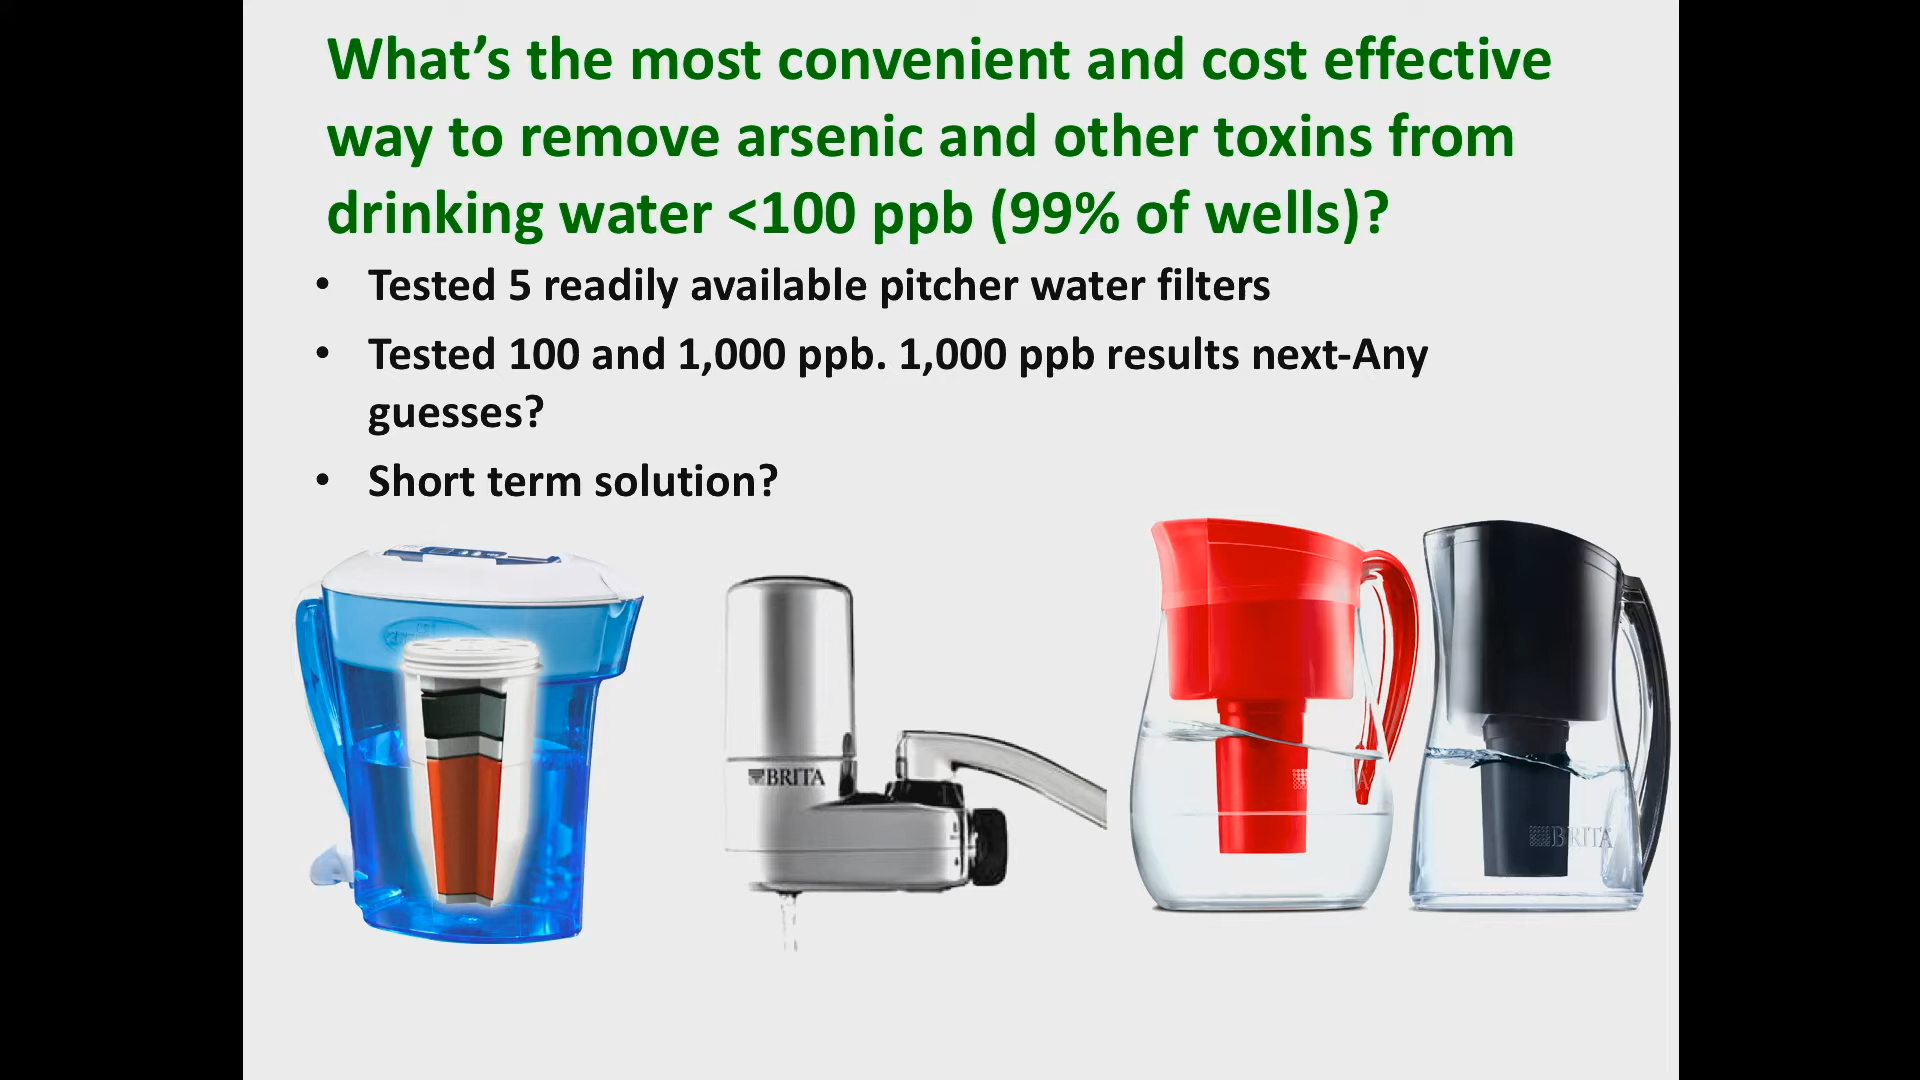 What’s the most convenient and cost effective
way to remove arsenic and other toxins from
drinking water <100 ppb (99% of wells)?
• Tested 5 readily available pitcher water filters
• Tested 100 and 1,000 ppb. 1,000 ppb results next-Any
guesses?
• Short term solution?
BRITA
BRITA